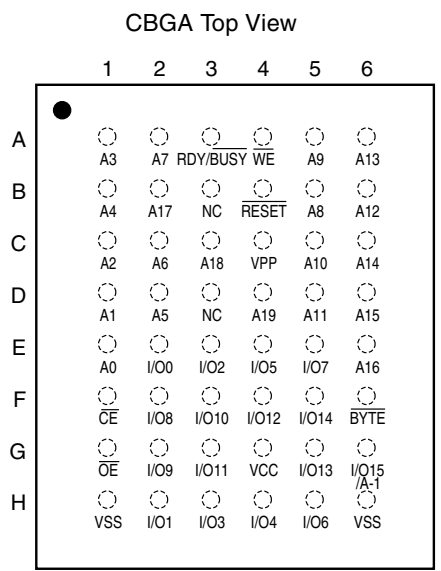 CBGA Top View
1 2 3 4 5 6
A
A3 A7 RDY/BUSY WE A9 A13
B
A4 A17 NC RESET A8 A12
C
A2 A6 A18 VPP A10 A14
D
A1 A5 NC A19 A11 A15
E
A0 I/O0 I/O2 I/O5 I/O7 A16
F
CE I/O8 I/O10 I/O12 I/O14 BYTE
G
OE I/O9 I/O11 VCC I/O13 I/O15
/A-1
H
VSS I/O1 I/O3 I/O4 I/O6 VSS